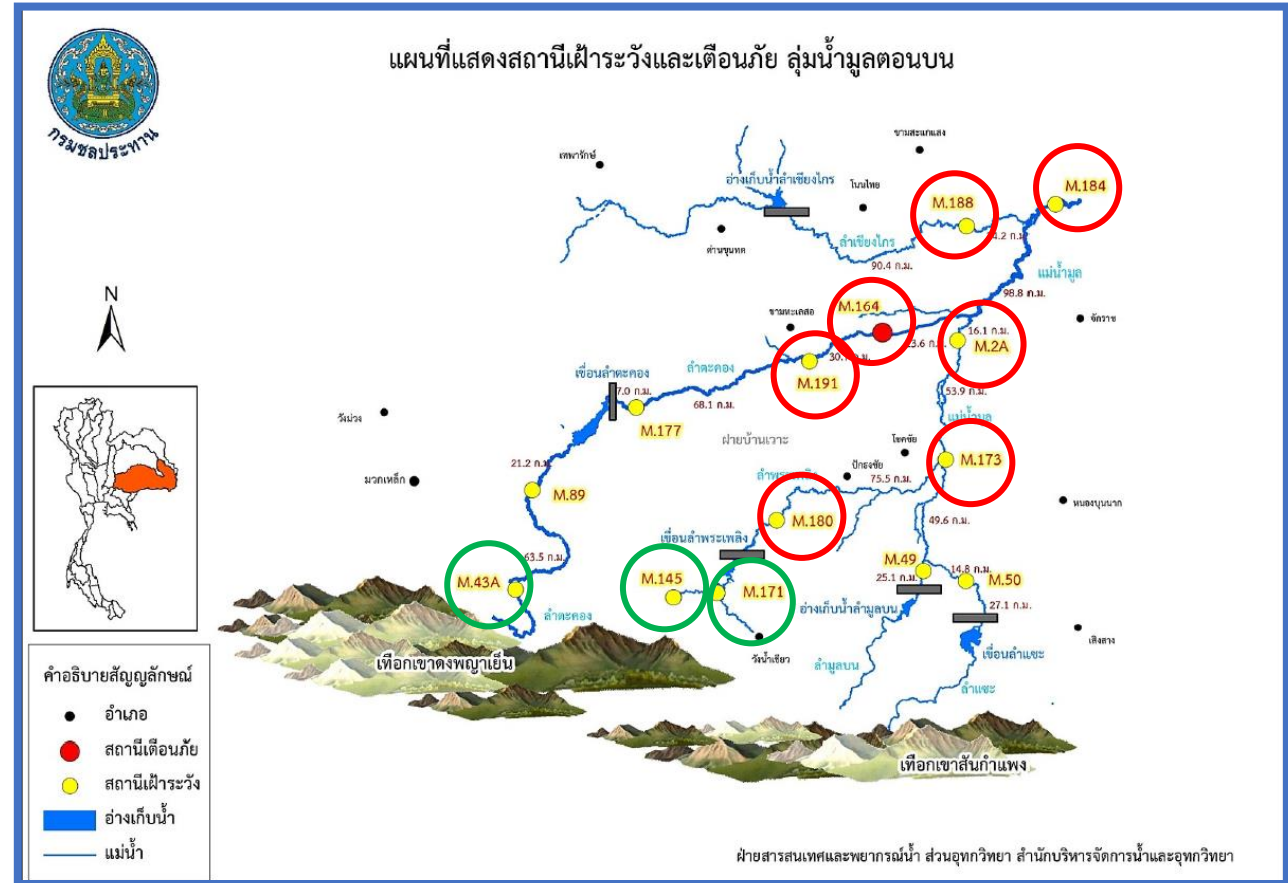 แผนที่แสดงสถานีเฝ้าระวังและเตือนภัย ลุ่มน้ำมูลตอนบน
กรมชลประทาน
ขามสะแกแสง
เทพารักษ์
อ่างเก็บน้ำลำเชียงไกร
โนนไทย
M.188
M.184
ด่านขุนทด
ลำเชียงไกร
90.4 ก.ม.
แม่น้ำมูล
98.8 ก.ม.
N
ขามทะเลสอ
M.164
จักราช
16.1 ก.ม.
M.2A
M.191
เขื่อนลำตะคอง
ลำตะคอง
7.0 ก.ม.
68.1 ก.ม.
53.9 ก.ม.
วังม่วง
M.177
แม่น้ำมูล
ฝายบ้านเวาะ
โชคชัย
21.2 ก.ม.
มวกเหล็ก
M.89
ปักธงชัย
75.5 ก.ม.
M.173
หนองบุนนาก
M.180
49.6 ก.ม.
เขื่อนลำพระเพลิง
63.5 ก.ม.
M.43A
M.145
M.171
M.49
25.1 ก.ม.
14.8 ก.ม.
M.50
27.1 ก.ม.
อ่างเก็บน้ำลำมูลบน
ลำตะคอง
วังน้ำเขียว
เสิงสาง
เขื่อนลำแชะ
เทือกเขาดงพญาเย็น
ลำมูลบน
ลำแชะ
เทือกเขาสันกำแพง
คำอธิบายสัญญลักษณ์
อำเภอ
สถานีเตือนภัย
สถานีเฝ้าระวัง
อ่างเก็บน้ำ
แม่น้ำ
ฝ่ายสารสนเทศและพยากรณ์น้ำ ส่วนอุทกวิทยา สำนักบริหารจัดการน้ำและอุทกวิทยา